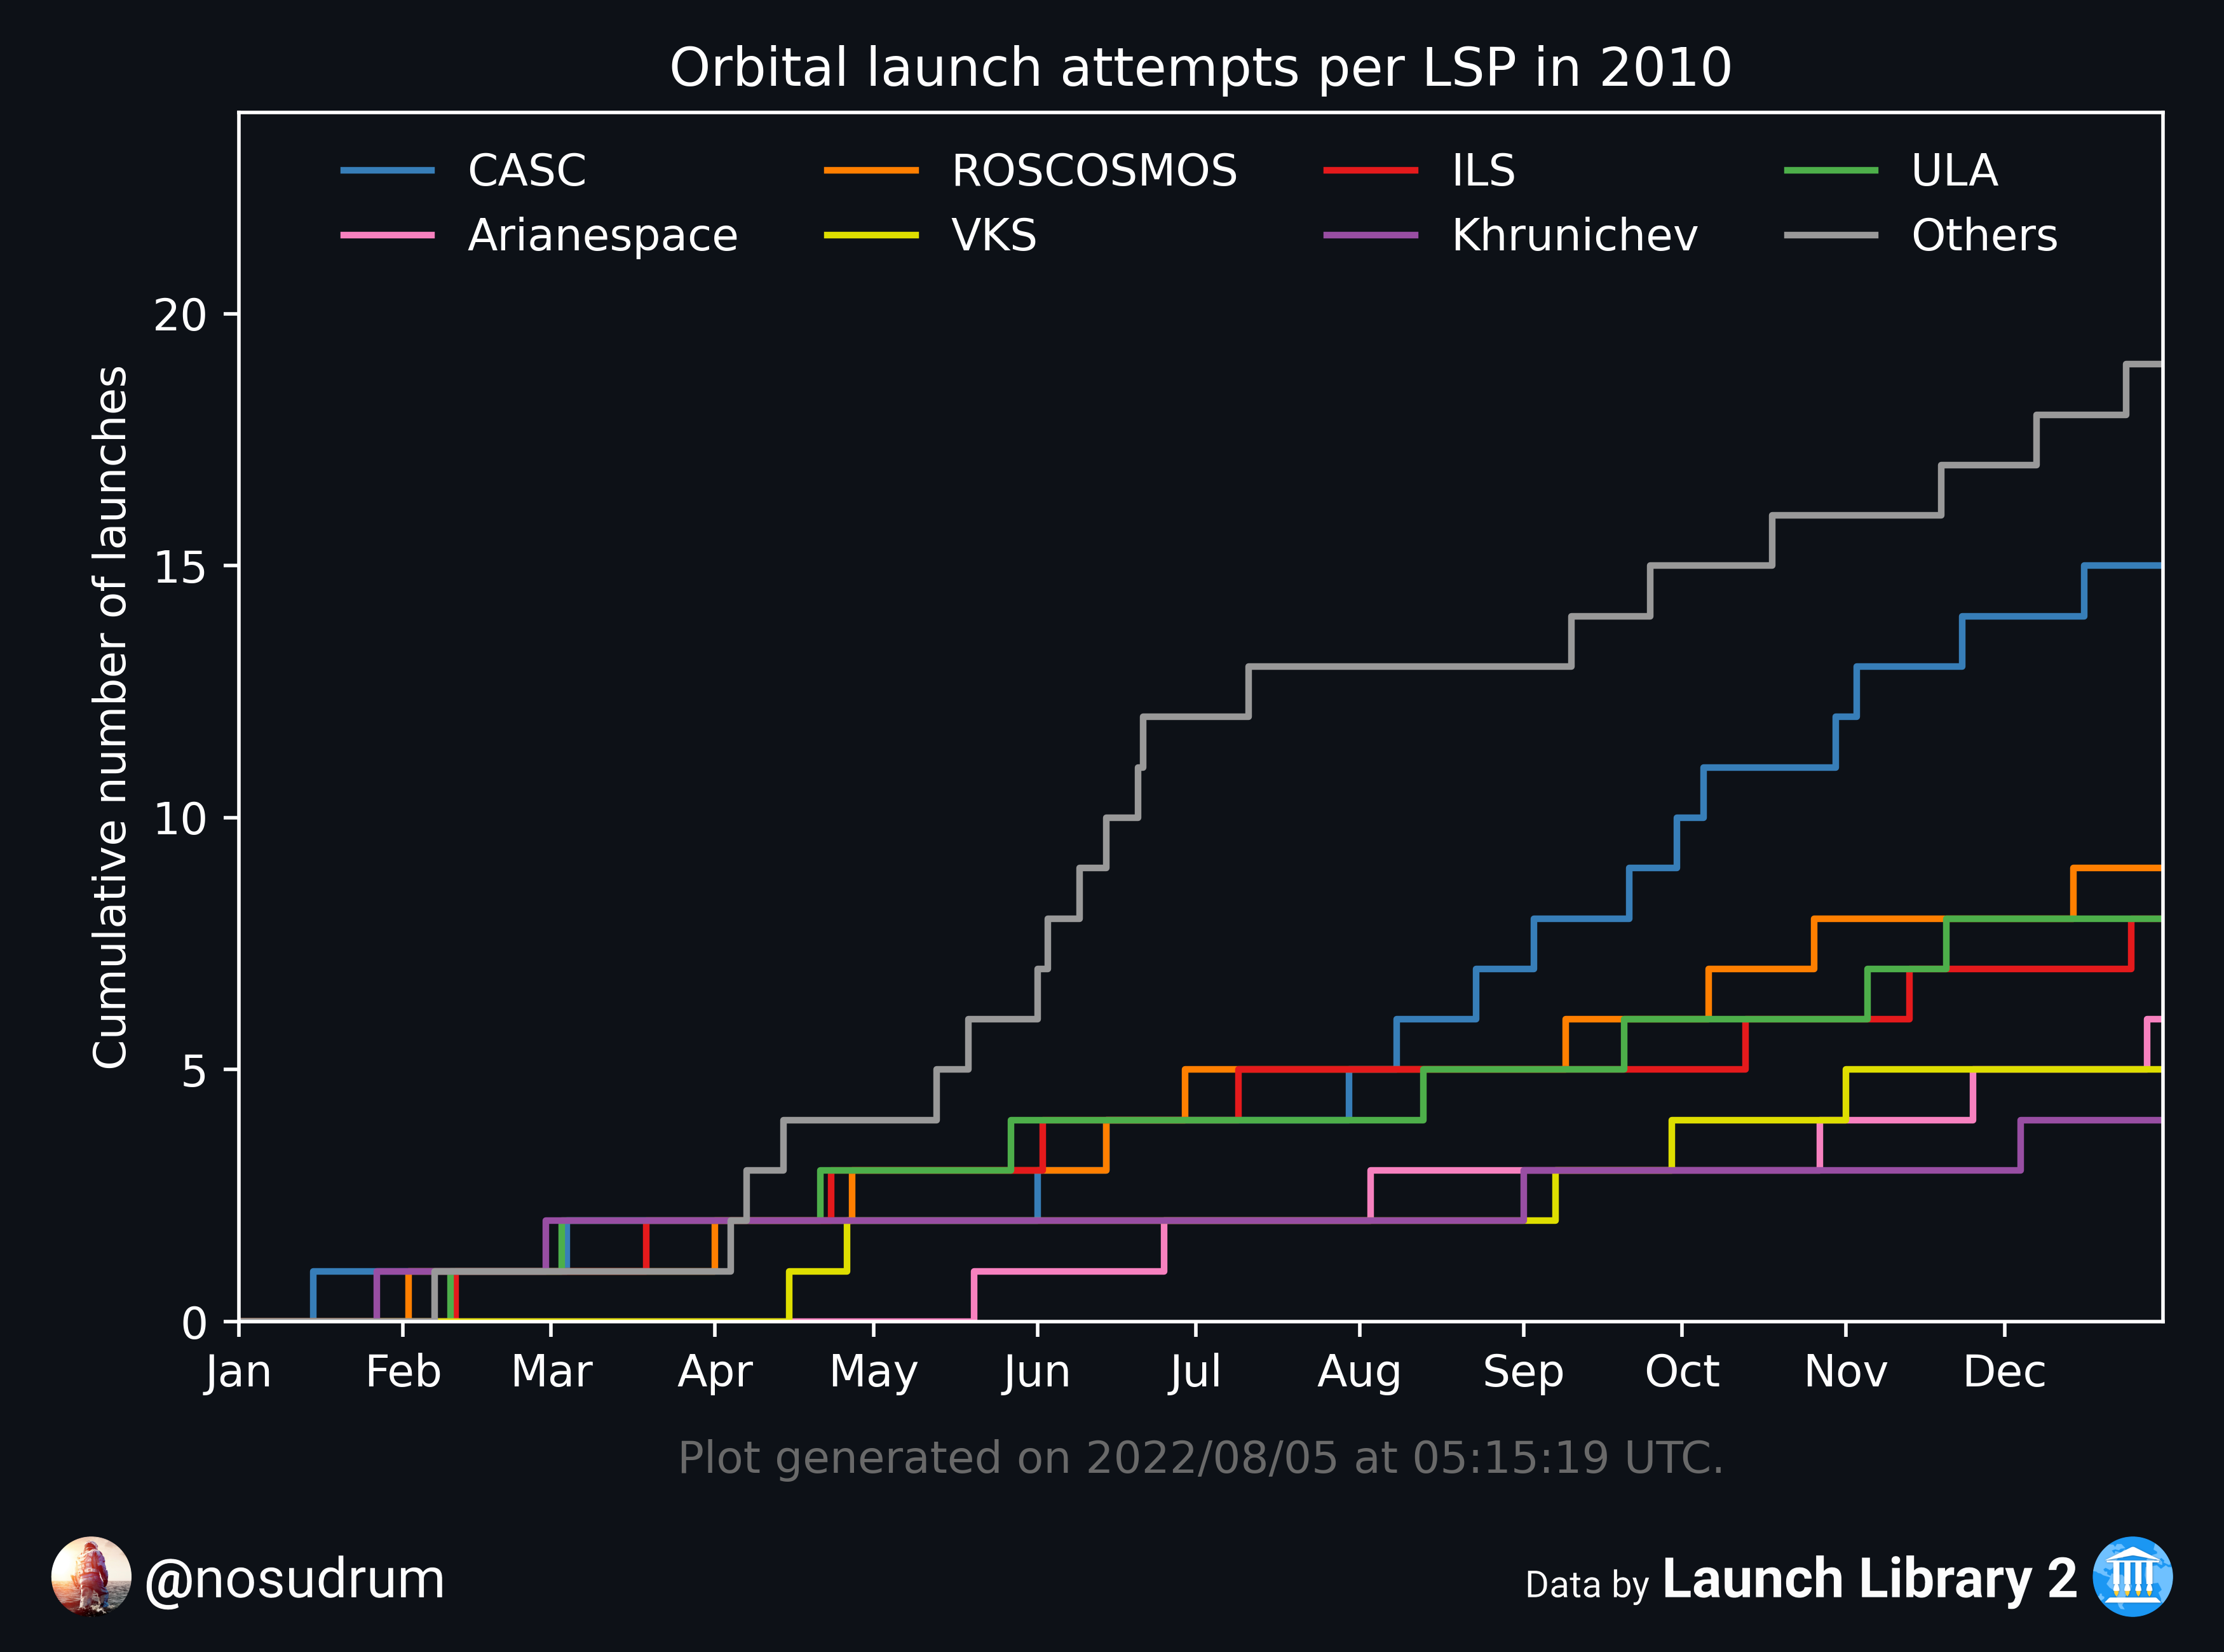 Orbital launch attempts per LSP in 2010
CASC ROSCOSMOS ILS ULA
Arianespace VKS Khrunichev Others
Cumulative number of launches
20
15
10
5
0
Jan Feb Mar Apr May Jun Jul Aug Sep Oct Nov Dec
Plot generated on 2022/08/05 at 05:15:19 UTC.
@nosudrum
Data by Launch Library 2